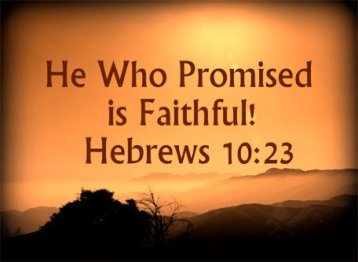 He Who Promised
is Faithful!
Hebrews 10:23